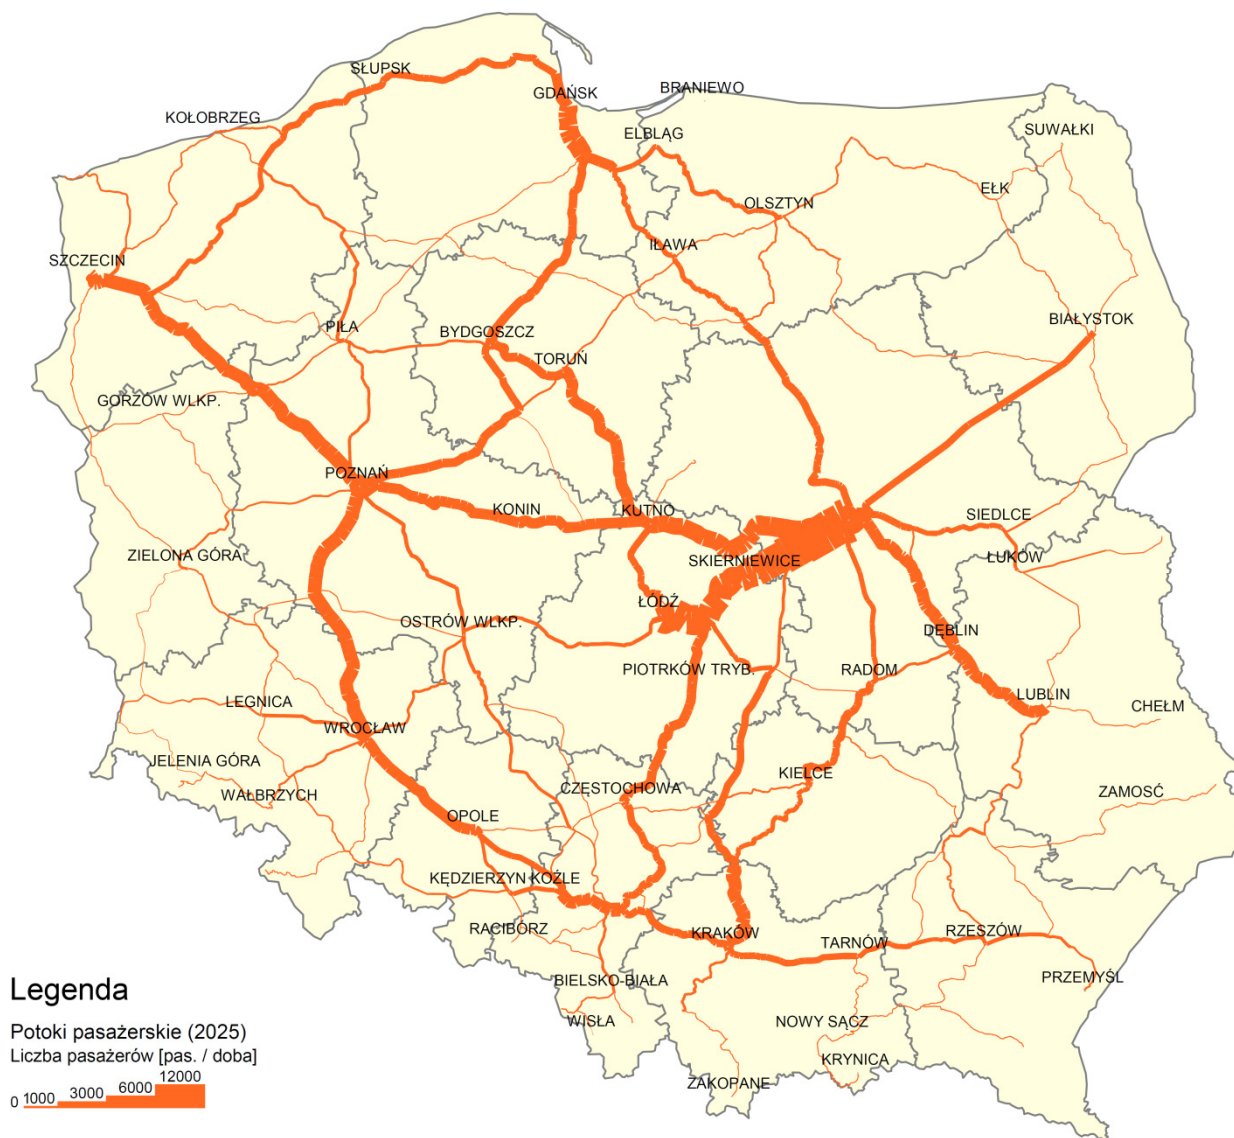 SŁUPSK
GDAŃSK
BRANIEWO
KOŁOBRZEG
ELBLĄG
SUWAŁKI
EŁK
OLSZTYN
IŁAWA
SZCZECIN
BIAŁYSTOK
PIŁA
BYDGOSZCZ
TORUŃ
GORZÓW WLKP.
POZNAŃ
KONIN
KUTNO
SIEDLCE
ZIELONA GÓRA
SKIERNIEWICE
ŁUKÓW
ŁÓDŹ
OSTRÓW WLKP.
DĘBLIN
PIOTRKÓW TRYB.
RADOM
LEGNICA
LUBLIN
CHEŁM
WROCŁAW
JELENIA GÓRA
KIELCE
WAŁBRZYCH
CZĘSTOCHOWA
ZAMOŚĆ
OPOLE
KĘDZIERZYN KOŹLE
RACIBÓRZ
KRAKÓW
TARNÓW
RZESZÓW
BIELSKO-BIAŁA
PRZEMYŚL
WISŁA
NOWY SĄCZ
KRYNICA
ZAKOPANE
Legenda
Potoki pasażerskie (2025)
Liczba pasażerów [pas. / doba]
0 1000 3000 6000 12000